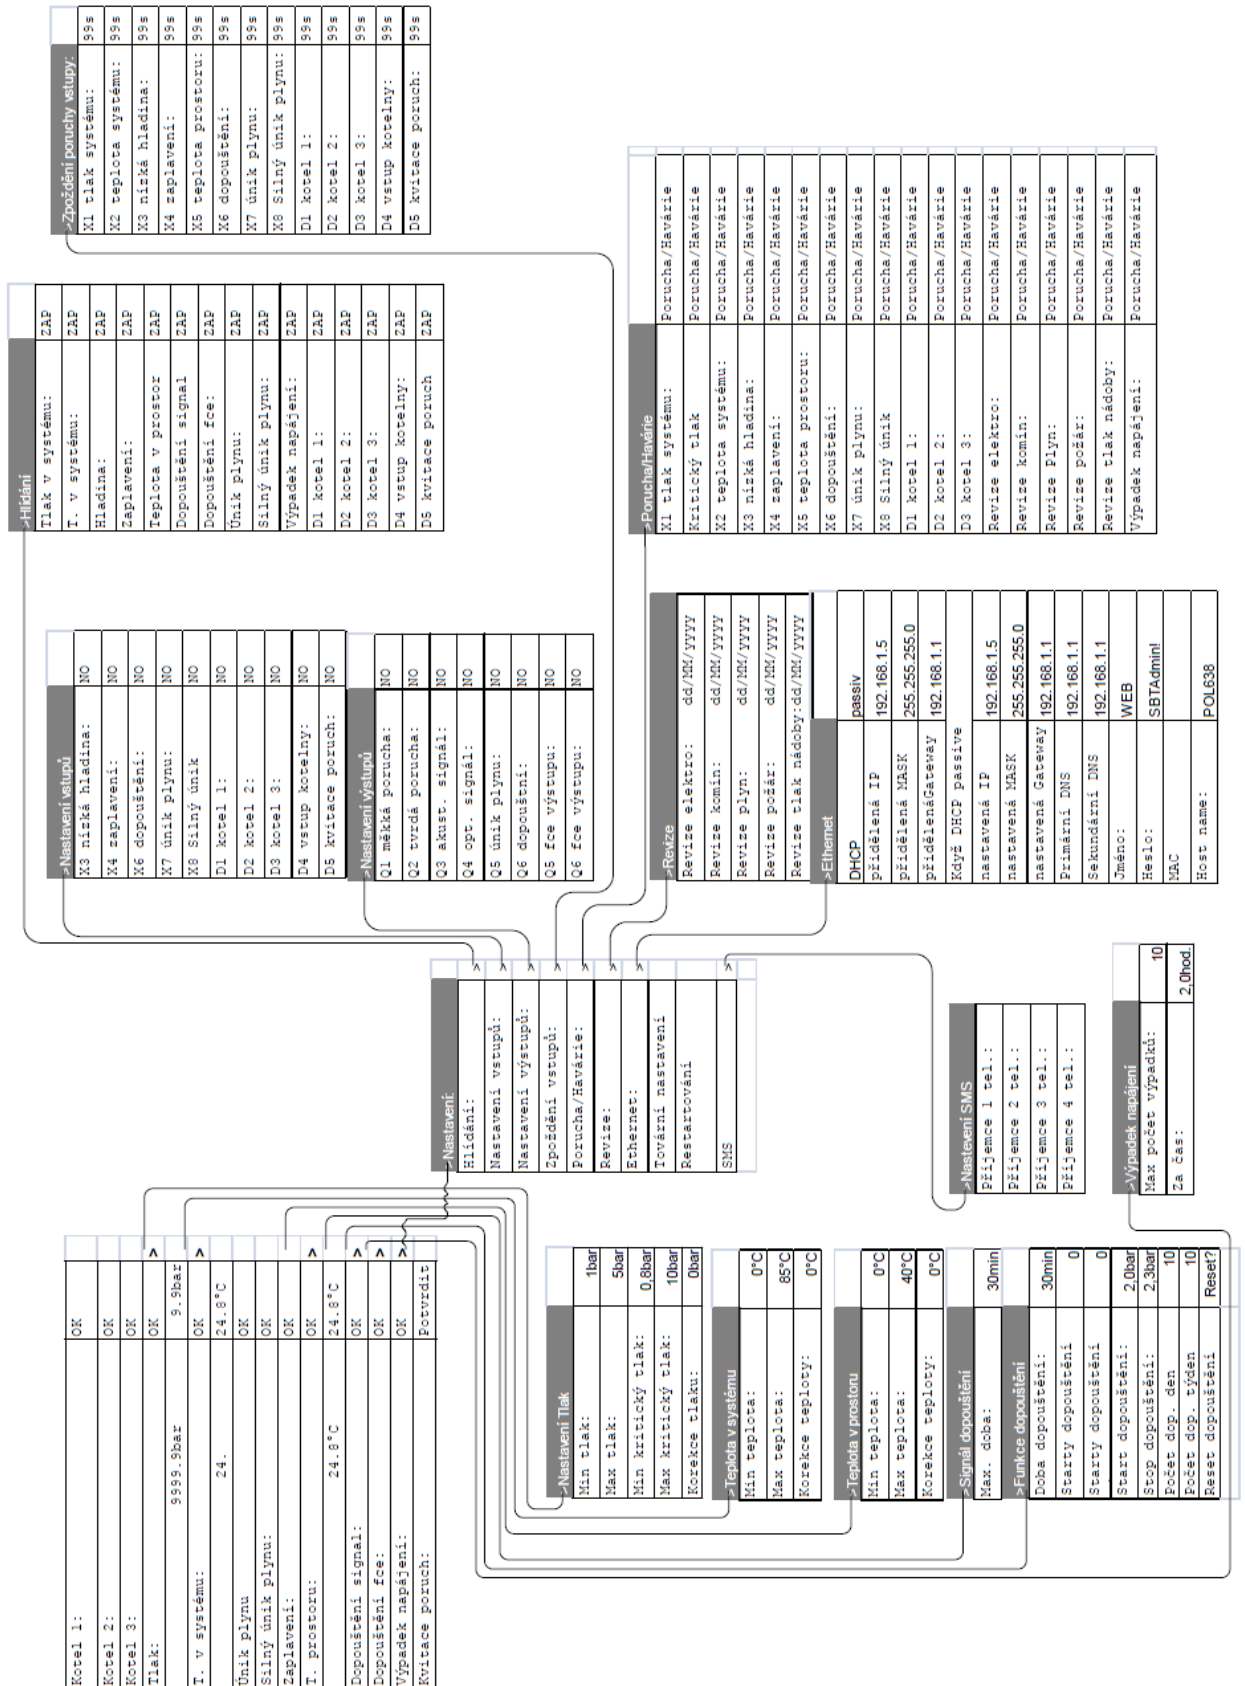 Kotel 1: OK
Kotel 2: OK
Kotel 3: OK
Tlak: OK >
9999.9bar 9.9bar
T. v systému: OK >
24. 24.8°C
Únik plynu OK
Silný únik plynu: OK
Zaplavení: OK
T. prostoru: OK >
24.8°C 24.8°C
Dopouštění signal: OK >
Dopouštění fce: OK >
Výpadek napájení: OK >
Kvitace poruch: Potvrdit
>Nastavení Tlak
Min tlak: 1bar
Max tlak: 5bar
Min kritický tlak: 0,8bar
Max kritický tlak: 10bar
Korekce tlaku: 0bar
>Teplota v systému
Min teplota: 0°C
Max teplota: 85°C
Korekce teploty: 0°C
>Teplota v prostoru
Min teplota: 0°C
Max teplota: 40°C
Korekce teploty: 0°C
>Signál dopouštění
Max. doba: 30min
>Funkce dopouštění
Doba dopouštění: 30min
Starty dopouštění 0
Starty dopouštění 0
Start dopouštění: 2,0bar
Stop dopouštění: 2,3bar
Počet dop. den 10
Počet dop. týden 10
Reset dopouštění Reset?
>Nastavení:
Hlídání: >
Nastavení vstupů: >
Nastavení výstupů: >
Zpoždění vstupů: >
Porucha/Havárie: >
Revize: >
Ethernet: >
Tovární nastavení
Restartování
SMS >
>Nastevení SMS
Příjemce 1 tel.:
Příjemce 2 tel.:
Příjemce 3 tel.:
Příjemce 4 tel.:
>Výpadek napájení
Max počet výpadků: 10
Za čas: 2,0hod.
>Nastavení vstupů
X3 nízká hladina: NO
X4 zaplavení: NO
X6 dopouštění: NO
X7 únik plynu: NO
X8 Silný únik NO
D1 kotel 1: NO
D2 kotel 2: NO
D3 kotel 3: NO
D4 vstup kotelny: NO
D5 kvitace poruch: NO
>Nastavení výstupů
Q1 měkká porucha: NO
Q2 tvrdá porucha: NO
Q3 akust. signál: NO
Q4 opt. signál: NO
Q5 únik plynu: NO
Q6 dopouštní: NO
Q5 fce výstupu: NO
Q6 fce výstupu: NO
>Revize
Revize elektro: dd/MM/yyyy
Revize komín: dd/MM/yyyy
Revize plyn: dd/MM/yyyy
Revize požár: dd/MM/yyyy
Revize tlak nádoby:dd/MM/yyyy
>Ethernet
DHCP passiv
přidělená IP 192.168.1.5
přidělená MASK 255.255.255.0
přidělenáGateway 192.168.1.1
Když DHCP passive
nastavená IP 192.168.1.5
nastavená MASK 255.255.255.0
nastavená Gateway 192.168.1.1
Primární DNS 192.168.1.1
Sekundární DNS 192.168.1.1
Jméno: WEB
Heslo: SBTAdmin!
MAC
Host name: POL638
>Hlídání
Tlak v systému: ZAP
T. v systému: ZAP
Hladina: ZAP
Zaplavení: ZAP
Teplota v prostor ZAP
Dopouštění signal ZAP
Dopouštění fce: ZAP
Únik plynu: ZAP
Silný únik plynu: ZAP
Výpadek napájení: ZAP
D1 kotel 1: ZAP
D2 kotel 2: ZAP
D3 kotel 3: ZAP
D4 vstup kotelny: ZAP
D5 kvitace poruch ZAP
>Porucha/Havárie
X1 tlak systému: Porucha/Havárie
Kritický tlak Porucha/Havárie
X2 teplota systému: Porucha/Havárie
X3 nízká hladina: Porucha/Havárie
X4 zaplavení: Porucha/Havárie
X5 teplota prostoru: Porucha/Havárie
X6 dopouštění: Porucha/Havárie
X7 únik plynu: Porucha/Havárie
X8 Silný únik Porucha/Havárie
D1 kotel 1: Porucha/Havárie
D2 kotel 2: Porucha/Havárie
D3 kotel 3: Porucha/Havárie
Revize elektro: Porucha/Havárie
Revize komín: Porucha/Havárie
Revize Plyn: Porucha/Havárie
Revize požár: Porucha/Havárie
Revize tlak nádoby: Porucha/Havárie
Výpadek napájení: Porucha/Havárie
>Zpoždění poruchy vstupy:
X1 tlak systému: 99s
X2 teplota systému: 99s
X3 nízká hladina: 99s
X4 zaplavení: 99s
X5 teplota prostoru: 99s
X6 dopouštění: 99s
X7 únik plynu: 99s
X8 Silný únik plynu: 99s
D1 kotel 1: 99s
D2 kotel 2: 99s
D3 kotel 3: 99s
D4 vstup kotelny: 99s
D5 kvitace poruch: 99s